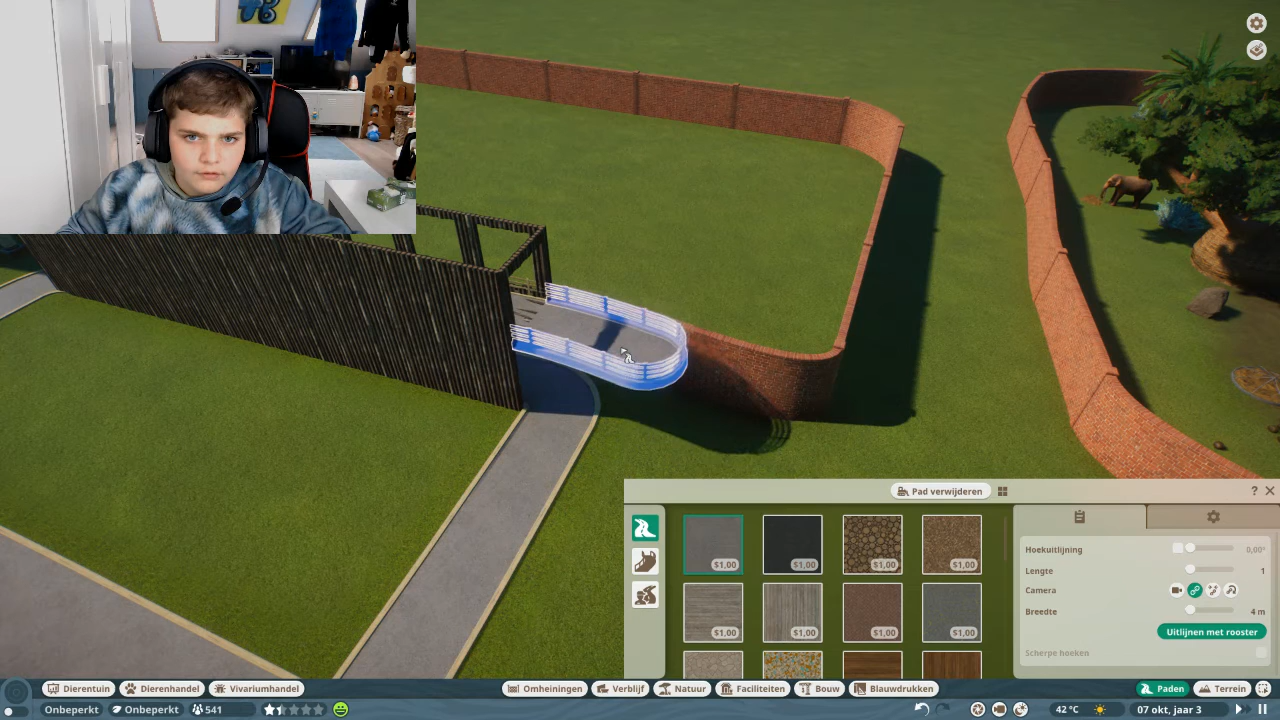 Pad verwijderen
?
$1,00
$1,00
$1,00
$1,00
$1,00
$1,00
$1,00
$1,00
Hoekuitlijning
0,00°
Lengte
1
Camera
Breedte
4 m
Uitlijnen met rooster
Scherpe hoeken
Dierentuin
Dierenhandel
Vivariumhandel
Omheiningen
Verblijf
Natuur
Faciliteiten
Bouw
Blauwdrukken
Paden
Terrein
Onbeperkt
Onbeperkt
541
42 °C
07 okt, jaar 3